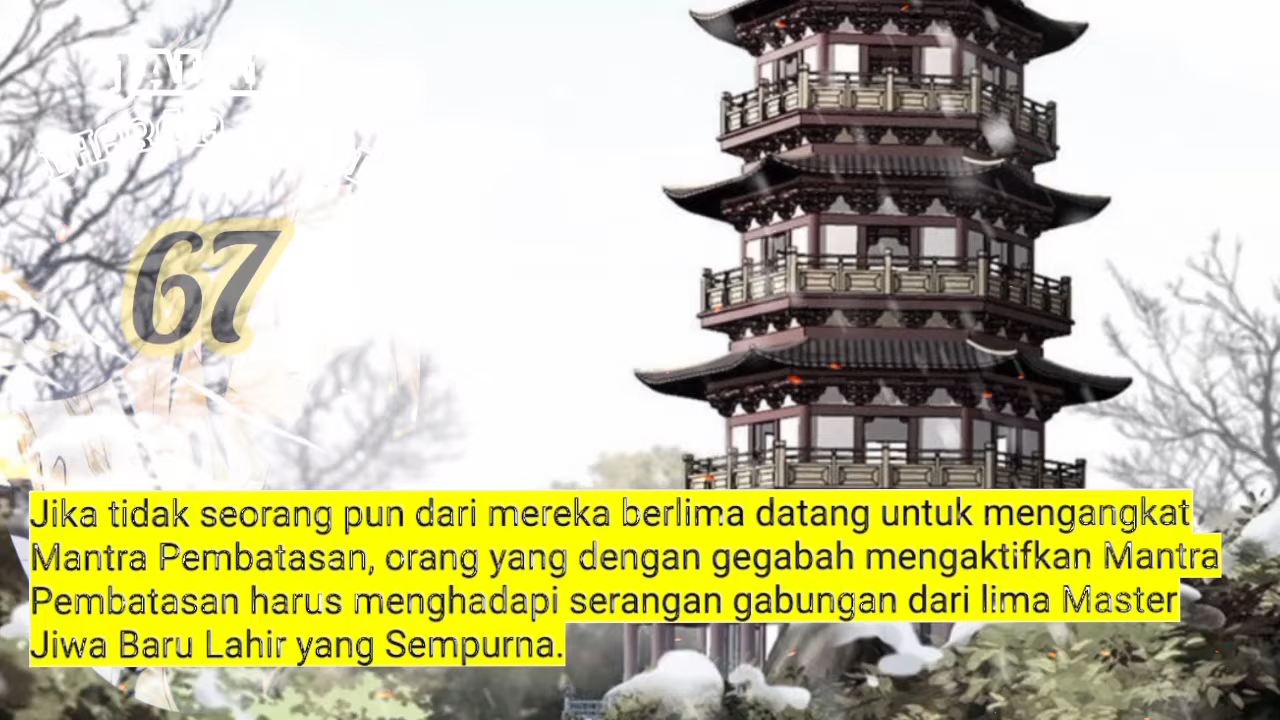 67
Jika tidak seorang pun dari mereka berlima datang untuk mengangkat
Mantra Pembatasan, orang yang dengan gegabah mengaktifkan Mantra
Pembatasan harus menghadapi serangan gabungan dari lima Master
Jiwa Baru Lahir yang Sempurna.